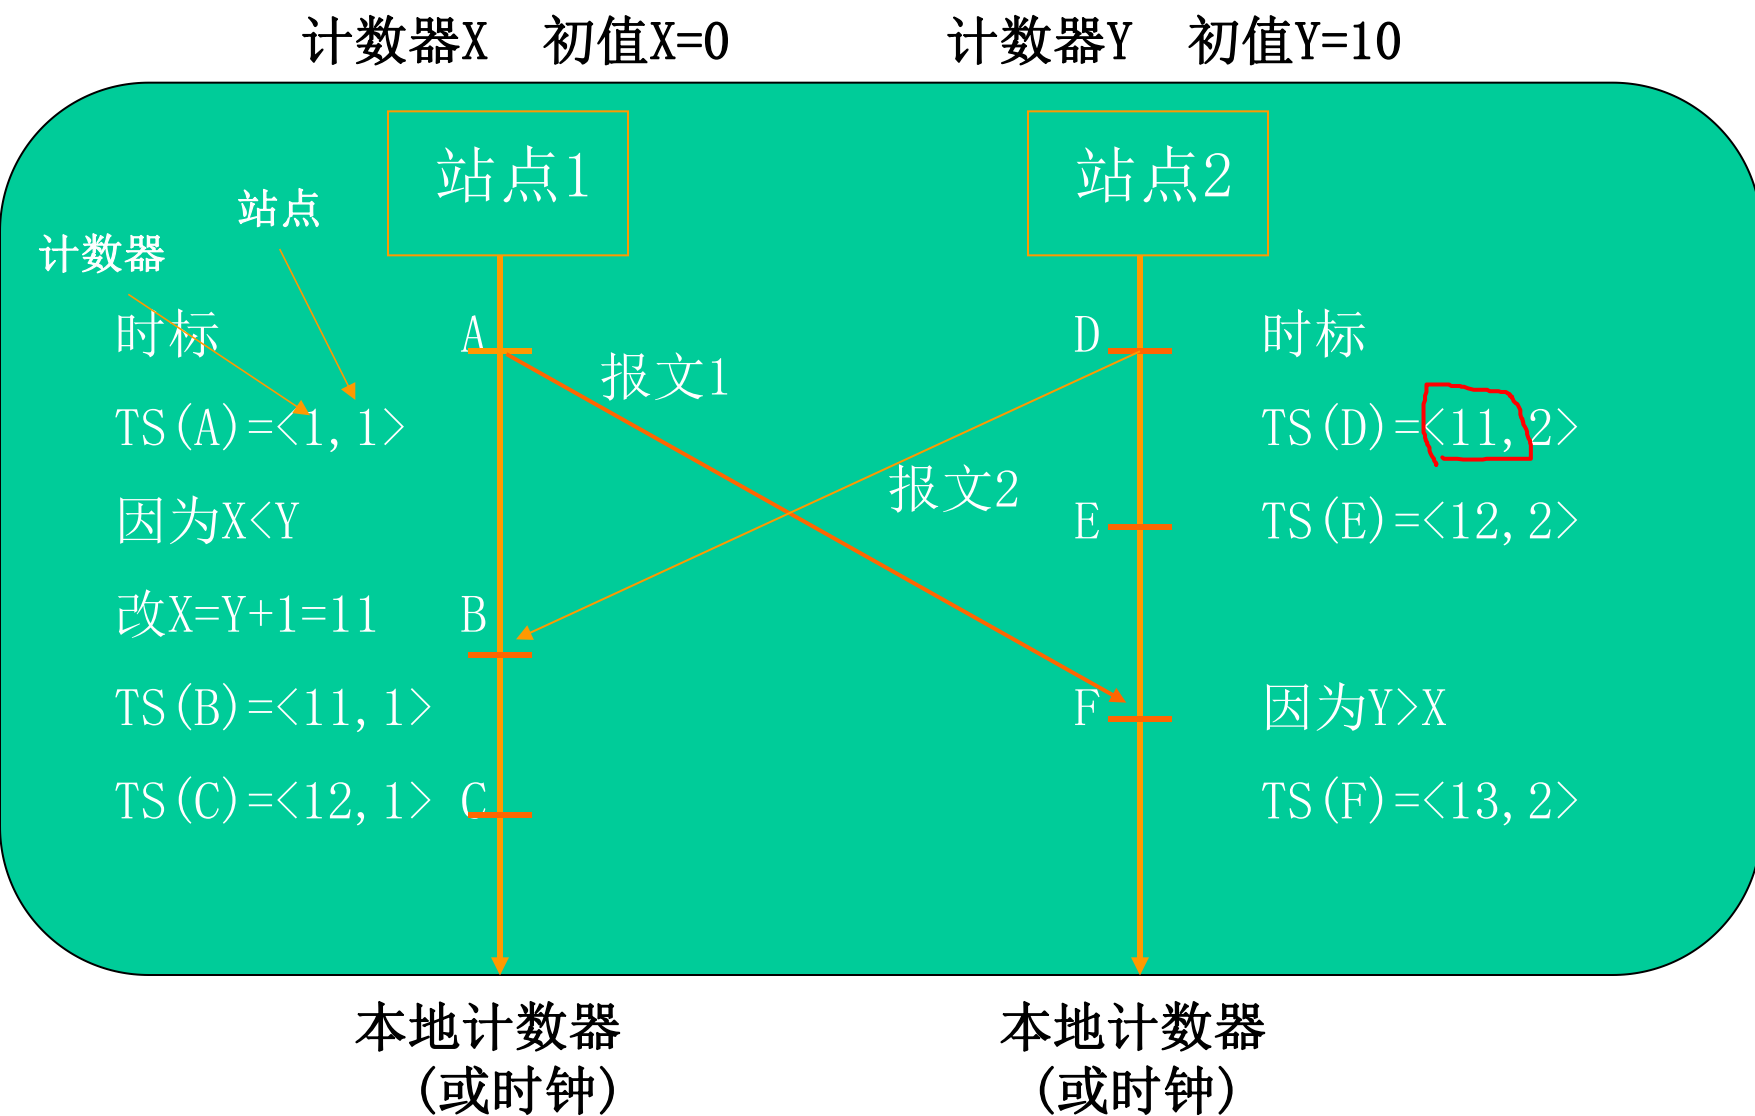 计数器X 初值X=0
计数器Y 初值Y=10
站点1
站点2
站点
计数器
时标
A
报文1
D
时标
TS(A)=<1,1>
TS(D)=<11,2>
报文2
因为X<Y
E
TS(E)=<12,2>
改X=Y+1=11
B
TS(B)=<11,1>
F
因为Y>X
TS(C)=<12,1>
C
TS(F)=<13,2>
本地计数器
(或时钟)
本地计数器
(或时钟)